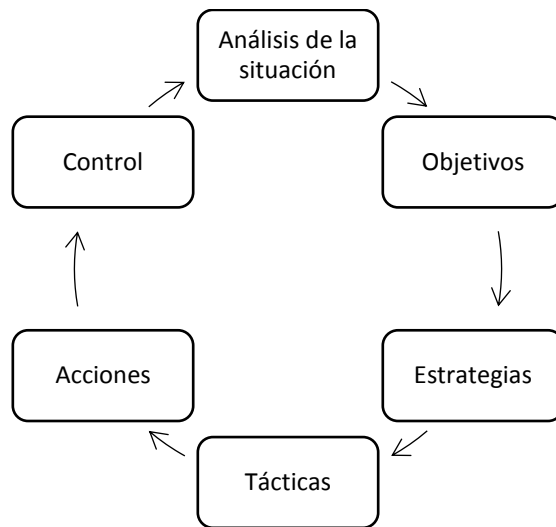 Análisis de la
situación
Objetivos
Estrategias
Tácticas
Acciones
Control